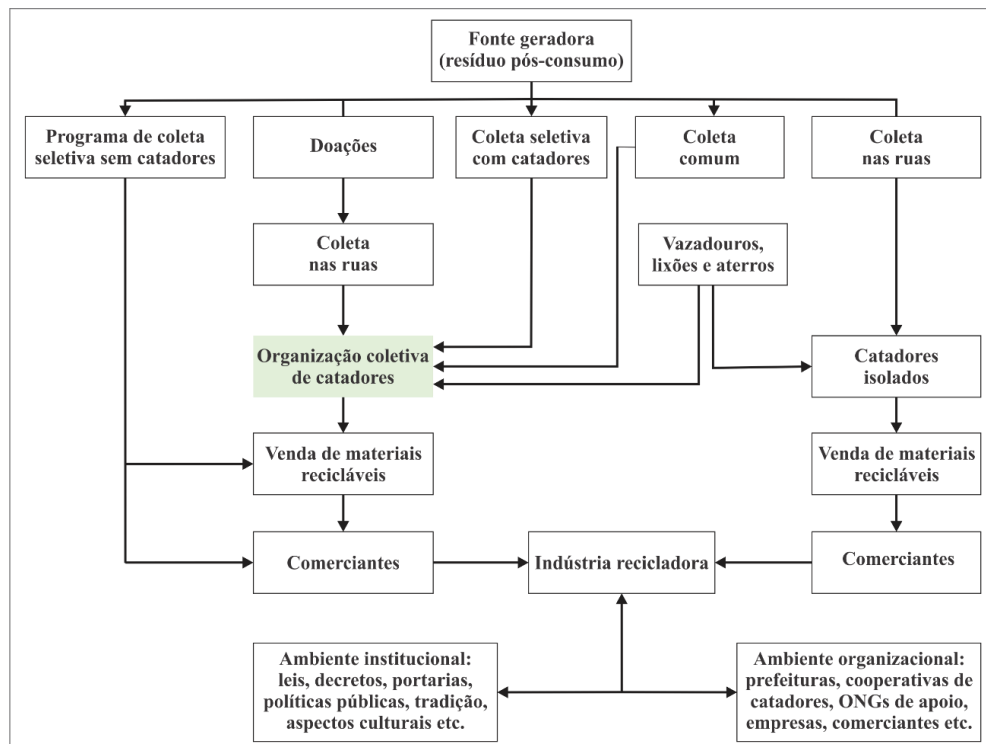 Fonte geradora
(resíduo pós-consumo)
Programa de coleta
seletiva sem catadores
Doações
Coleta seletiva
com catadores
Coleta
comum
Coleta
nas ruas
Coleta
nas ruas
Vazadouros,
lixões e aterros
Organização coletiva
de catadores
Catadores
isolados
Venda de materiais
recicláveis
Venda de materiais
recicláveis
Comerciantes
Indústria recicladora
Comerciantes
Ambiente institucional:
leis, decretos, portarias,
políticas públicas, tradição,
aspectos culturais etc.
Ambiente organizacional:
prefeituras, cooperativas de
catadores, ONGs de apoio,
empresas, comerciantes etc.